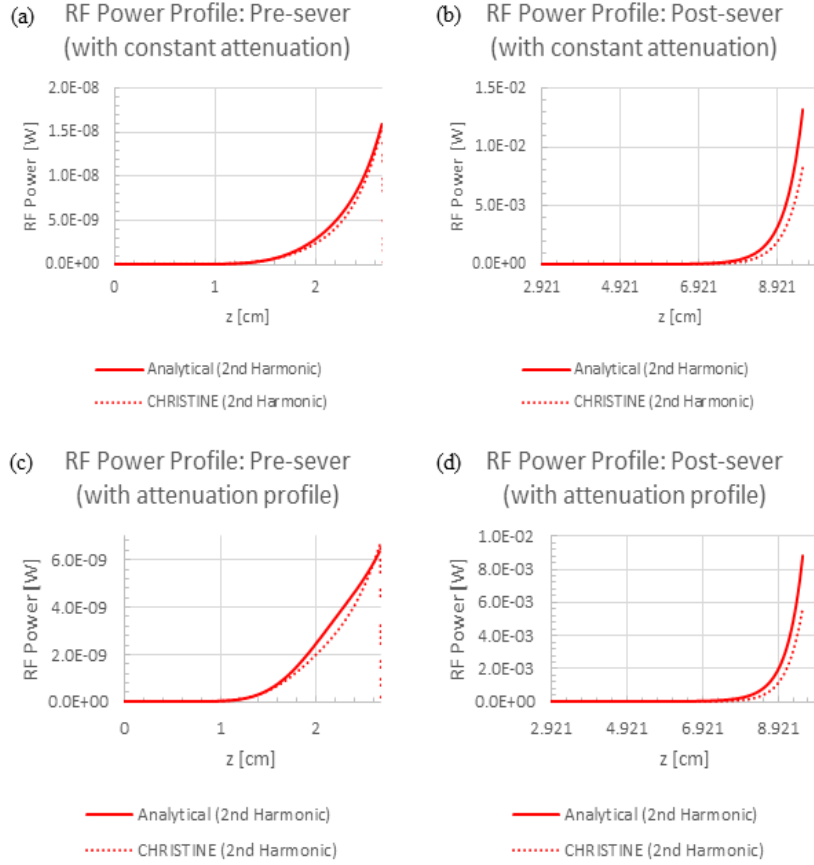 (a) RF Power Profile: Pre-sever
(with constant attenuation)
2.0E-08
1.5E-08
1.0E-08
5.0E-09
0.0E+00
RF Power [W]
0 1 2
z [cm]
Analytical (2nd Harmonic)
CHRISTINE (2nd Harmonic)
(b) RF Power Profile: Post-sever
(with constant attenuation)
1.5E-02
1.0E-02
5.0E-03
0.0E+00
RF Power [W]
2.921 4.921 6.921 8.921
z [cm]
Analytical (2nd Harmonic)
CHRISTINE (2nd Harmonic)
(c) RF Power Profile: Pre-sever
(with attenuation profile)
6.0E-09
4.0E-09
2.0E-09
0.0E+00
RF Power [W]
0 1 2
z [cm]
Analytical (2nd Harmonic)
CHRISTINE (2nd Harmonic)
(d) RF Power Profile: Post-sever
(with attenuation profile)
1.0E-02
8.0E-03
6.0E-03
4.0E-03
2.0E-03
0.0E+00
RF Power [W]
2.921 4.921 6.921 8.921
z [cm]
Analytical (2nd Harmonic)
CHRISTINE (2nd Harmonic)